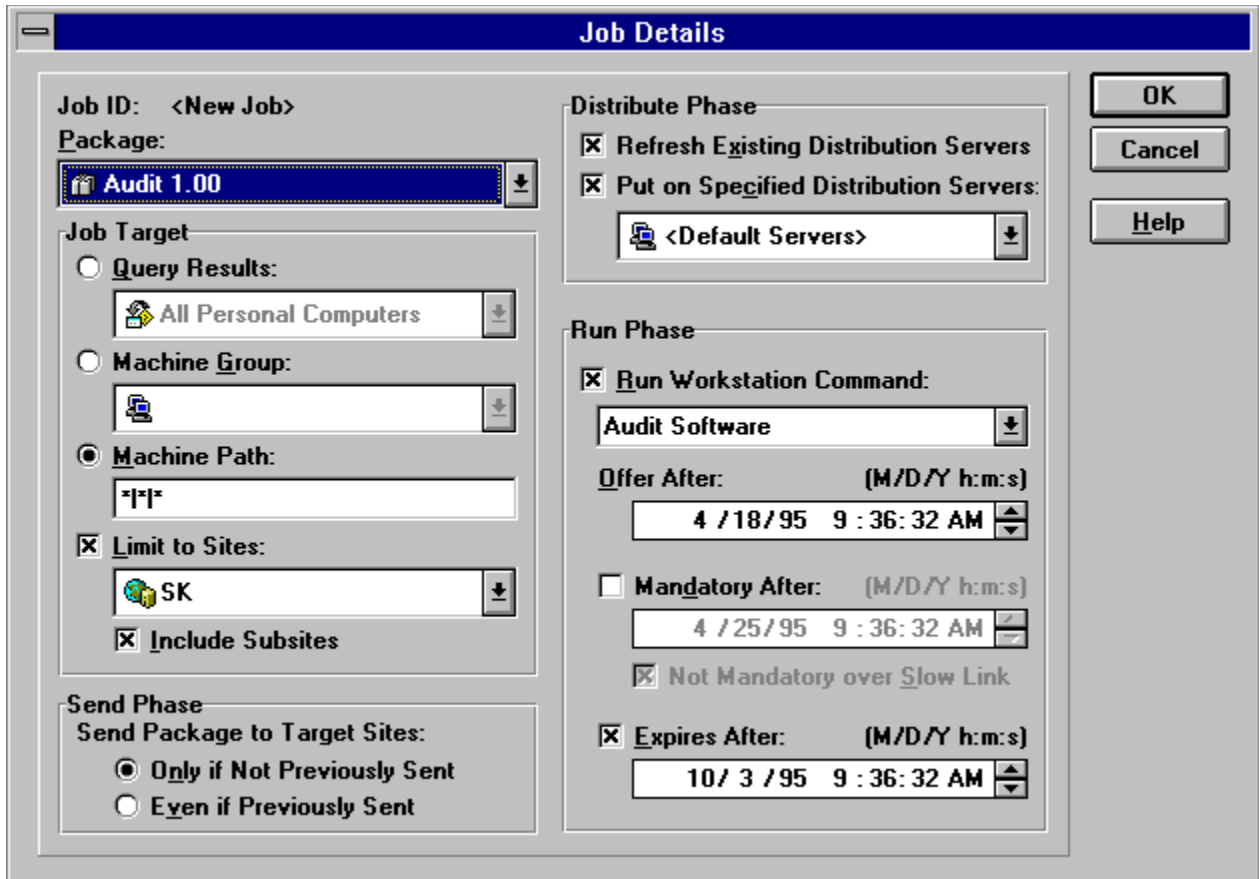 Job Details
Job ID: <New Job>
Package:
Audit 1.00
Job Target
Query Results:
All Personal Computers
Machine Group:
Machine Path:
*|*|*
Limit to Sites:
SK
Include Subsites
Send Phase
Send Package to Target Sites:
Only if Not Previously Sent
Even if Previously Sent
Distribute Phase
Refresh Existing Distribution Servers
Put on Specified Distribution Servers:
<Default Servers>
Run Phase
Run Workstation Command:
Audit Software
Offer After: (M/D/Y h:m:s)
4 /18/95 9 :36:32 AM
Mandatory After: (M/D/Y h:m:s)
4 /25/95 9 :36:32 AM
Not Mandatory over Slow Link
Expires After: (M/D/Y h:m:s)
10/ 3 /95 9 :36:32 AM
OK
Cancel
Help